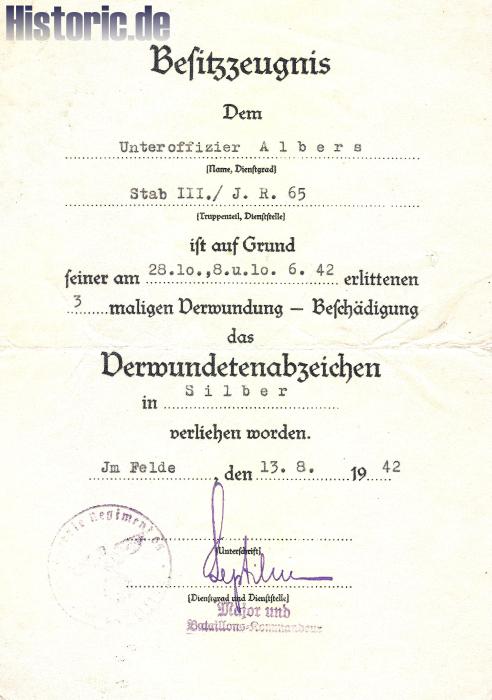 Historic.de
Besitzzeugnis
Dem
Unteroffizier Albers
(Name, Dienstgrad)
Stab III./ J. R. 65
(Truppenteil, Dienststelle)
ist auf Grund
seiner am 28.10.,8.u.10. 6. 42 erlittenen
3 maligen Verwundung – Beschädigung
das
Verwundetenabzeichen
in Silber
verliehen worden.
Jm Felde, den 13. 8. 19 42
(Unterschrift)
(Dienstgrad und Dienststelle)
Major und
Bataillons-Kommandeur